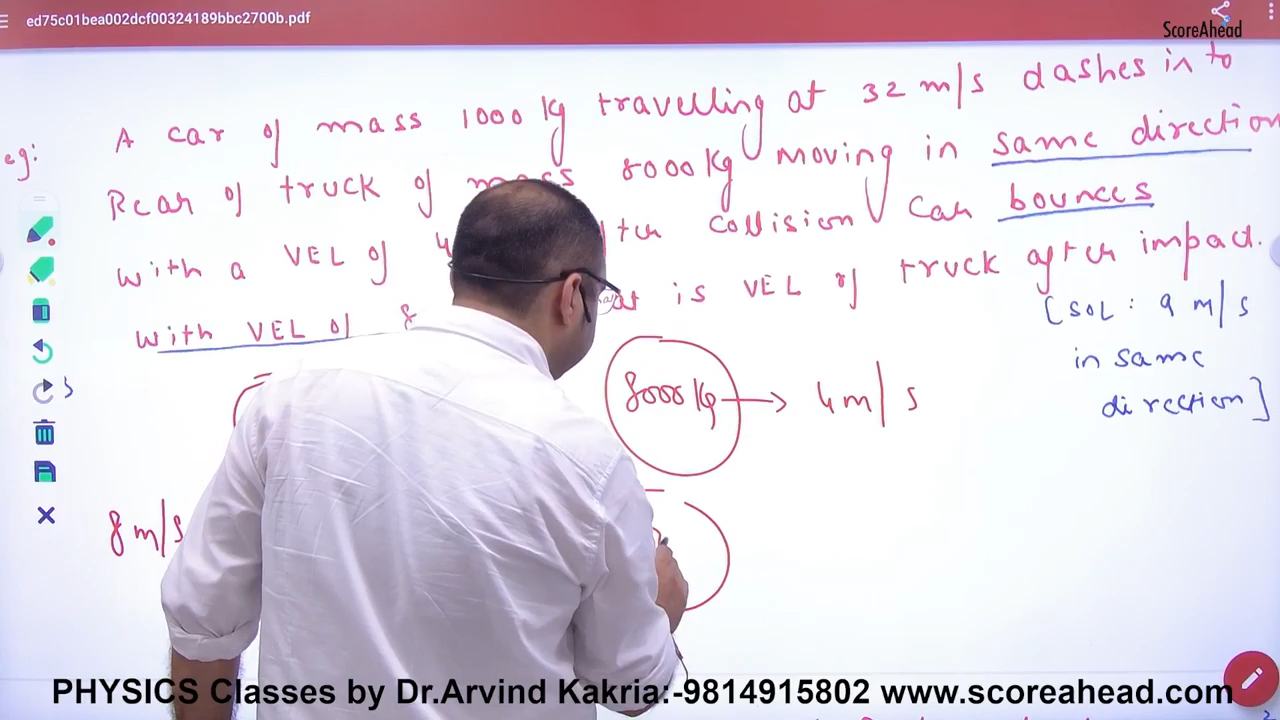 ed75c01bea002dcf00324189bbc2700b.pdf
ScoreAhead
eg: A car of mass 1000 kg travelling at 32 m/s dashes in to
Rear of truck of mass 8000 kg moving in same direction
with a VEL of 4 collision car bounces
with VEL of 8 is VEL of truck after impact.
[SOL: 9 m/s
in same
direction]
8000 kg → 4 m/s
8 m/s
PHYSICS Classes by Dr.Arvind Kakria:-9814915802 www.scoreahead.com